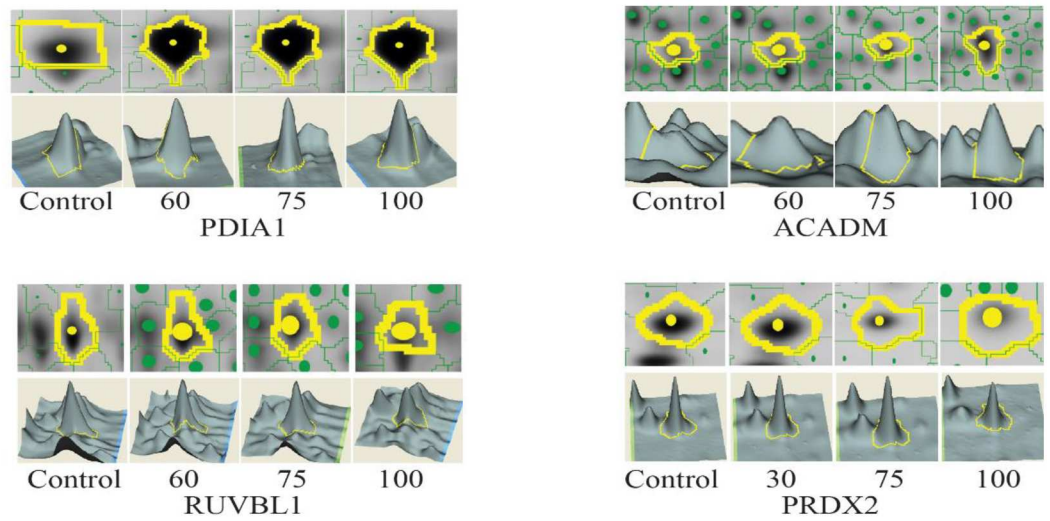 Control 60 75 100
PDIA1
Control 60 75 100
ACADM
Control 60 75 100
RUVBL1
Control 30 75 100
PRDX2